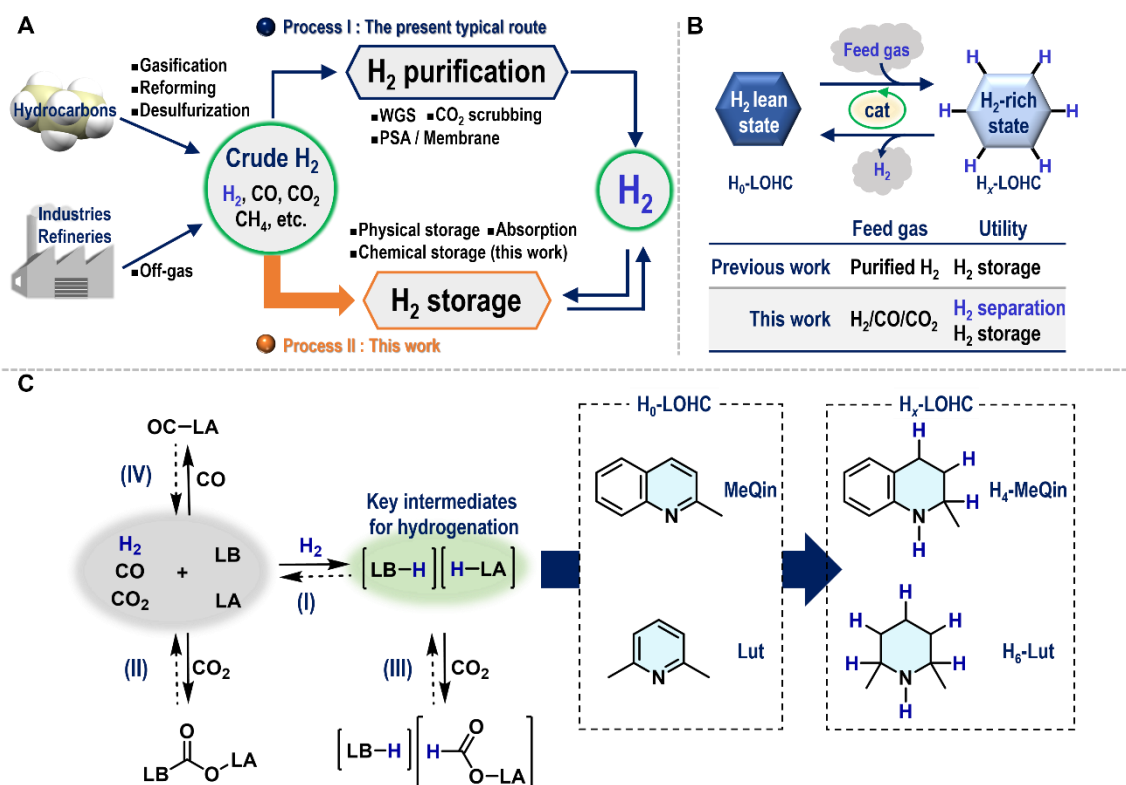 A
Process I : The present typical route
H2 purification
▪WGS ▪CO2 scrubbing
▪PSA / Membrane
▪Gasification
▪Reforming
▪Desulfurization
Hydrocarbons
Crude H2
H2, CO, CO2
CH4, etc.
H2
Industries
Refineries
▪Off-gas
▪Physical storage ▪Absorption
▪Chemical storage (this work)
H2 storage
Process II : This work
B
Feed gas
H2 lean
state
cat
H2
H0-LOHC
H H
H H
H H
H2-rich
state
Hx-LOHC
Feed gas Utility
Previous work Purified H2 H2 storage
This work H2/CO/CO2 H2 separation
H2 storage
C
OC–LA
(IV) CO
H2
CO
CO2
+
LB
LA
H2
(I)
Key intermediates
for hydrogenation
[LB–H] [H–LA]
(II) CO2
O
LB O–LA
(III) CO2
[LB–H] [H O
O–LA]
H0-LOHC
N
MeQin
N
Lut
Hx-LOHC
H
H
H
N
H
H4-MeQin
H
H H
H H
N
H
H6-Lut